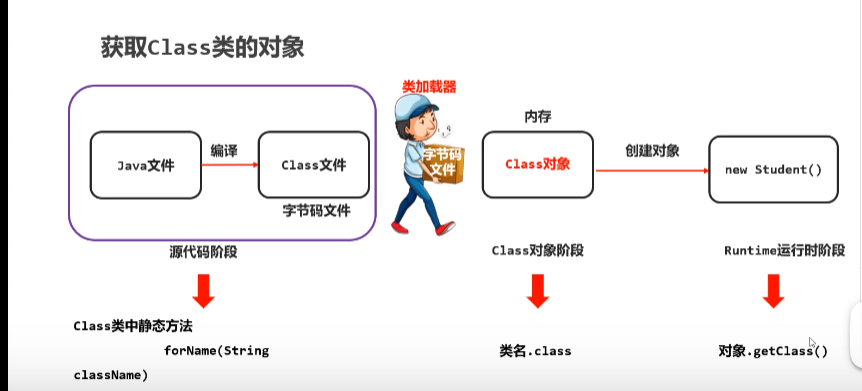 获取Class类的对象
类加载器
内存
Java文件
编译
Class文件
字节码文件
字节码
文件
Class对象
创建对象
new Student()
源代码阶段
Class对象阶段
Runtime运行时阶段
Class类中静态方法
forName(String
className)
类名.class
对象.getClass()